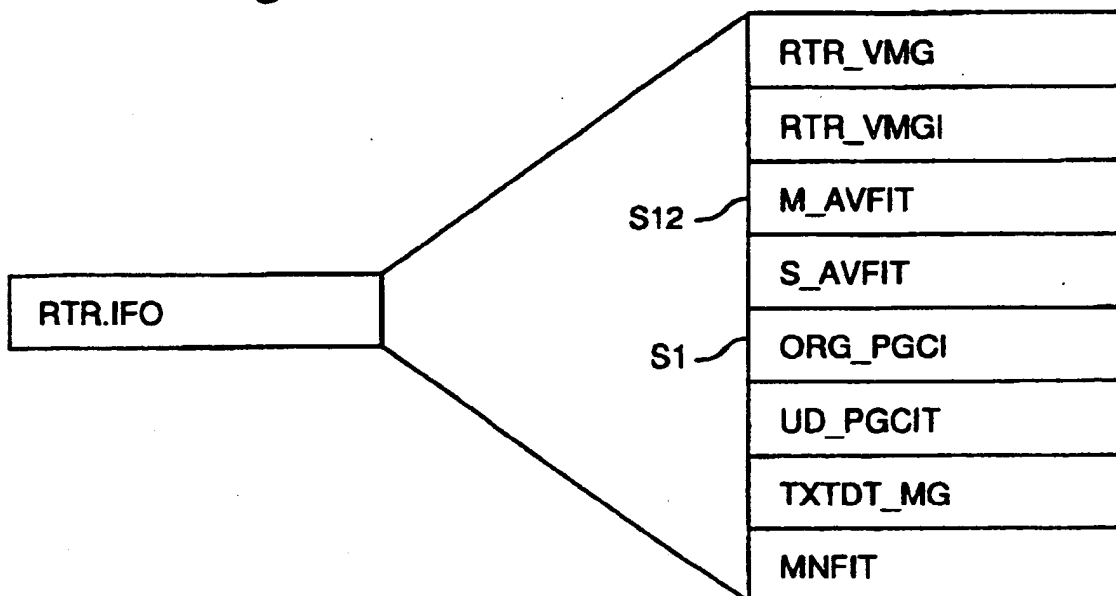 RTR.IFO
RTR_VMG
RTR_VMGI
S12
M_AVFIT
S_AVFIT
S1
ORG_PGCI
UD_PGCIT
TXTDT_MG
MNFIT